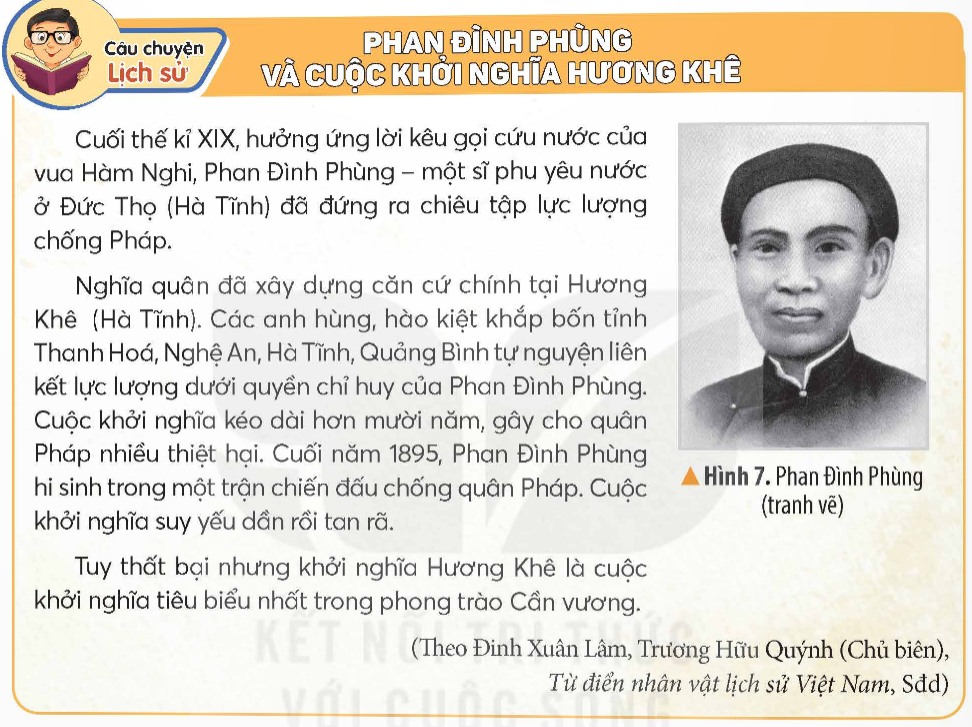 Câu chuyện
Lịch sử
PHAN ĐÌNH PHÙNG
VÀ CUỘC KHỞI NGHĨA HƯƠNG KHÊ
Cuối thế kỉ XIX, hưởng ứng lời kêu gọi cứu nước của
vua Hàm Nghi, Phan Đình Phùng – một sĩ phu yêu nước
ở Đức Thọ (Hà Tĩnh) đã đứng ra chiêu tập lực lượng
chống Pháp.
Nghĩa quân đã xây dựng căn cứ chính tại Hương
Khê (Hà Tĩnh). Các anh hùng, hào kiệt khắp bốn tỉnh
Thanh Hoá, Nghệ An, Hà Tĩnh, Quảng Bình tự nguyện liên
kết lực lượng dưới quyền chỉ huy của Phan Đình Phùng.
Cuộc khởi nghĩa kéo dài hơn mười năm, gây cho quân
Pháp nhiều thiệt hại. Cuối năm 1895, Phan Đình Phùng
hi sinh trong một trận chiến đấu chống quân Pháp. Cuộc
khởi nghĩa suy yếu dần rồi tan rã.
Tuy thất bại nhưng khởi nghĩa Hương Khê là cuộc
khởi nghĩa tiêu biểu nhất trong phong trào Cần vương.
▲ Hình 7. Phan Đình Phùng
(tranh vẽ)
(Theo Đinh Xuân Lâm, Trương Hữu Quýnh (Chủ biên),
Từ điển nhân vật lịch sử Việt Nam, Sđd)
KẾT NỐI TRI THỨC
VỚI CUỘC SỐNG